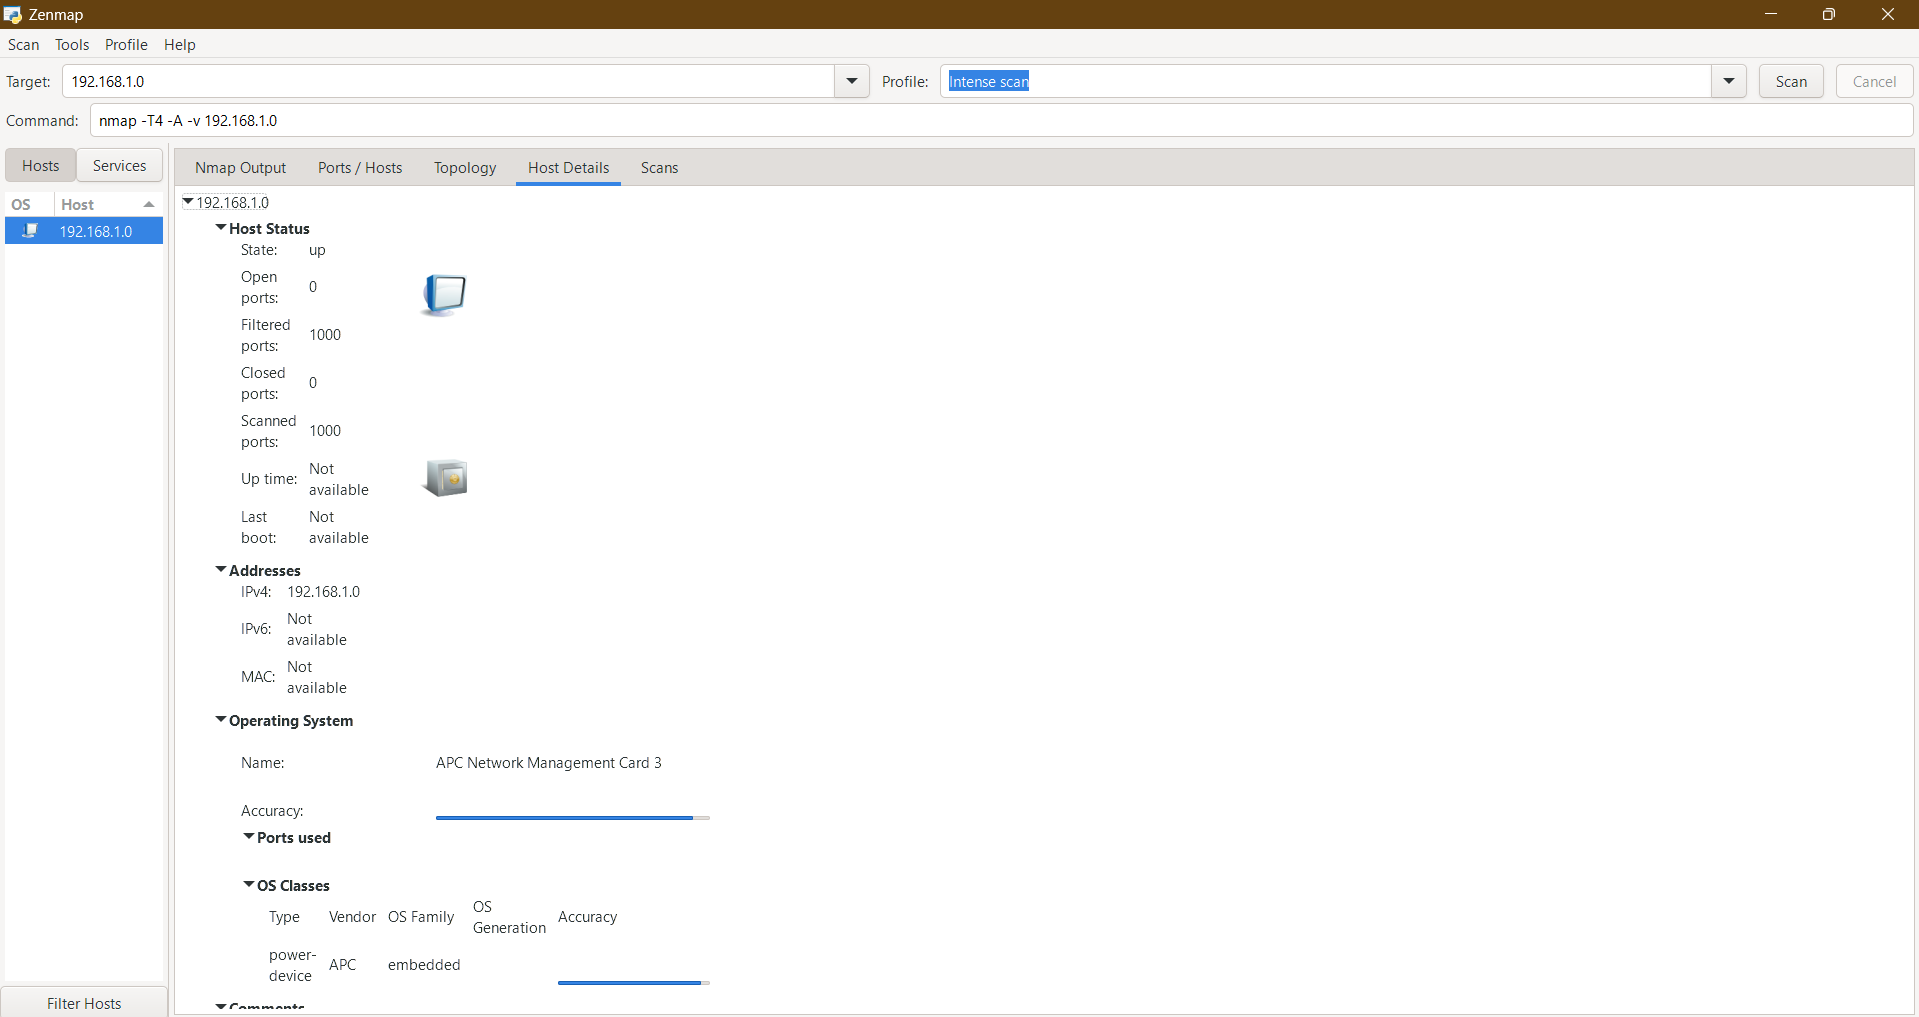 Zenmap
Scan Tools Profile Help
Target: 192.168.1.0 Profile: Intense scan Scan Cancel
Command: nmap -T4 -A -v 192.168.1.0
Hosts Services
OS Host
192.168.1.0
Filter Hosts
Nmap Output Ports / Hosts Topology Host Details Scans
192.168.1.0
Host Status
State: up
Open
ports: 0
Filtered
ports: 1000
Closed
ports: 0
Scanned
ports: 1000
Up time: Not
available
Last
boot: Not
available
Addresses
IPv4: 192.168.1.0
IPv6: Not
available
MAC: Not
available
Operating System
Name: APC Network Management Card 3
Accuracy:
Ports used
OS Classes
Type Vendor OS Family OS
Generation Accuracy
power-
device APC embedded
Comments